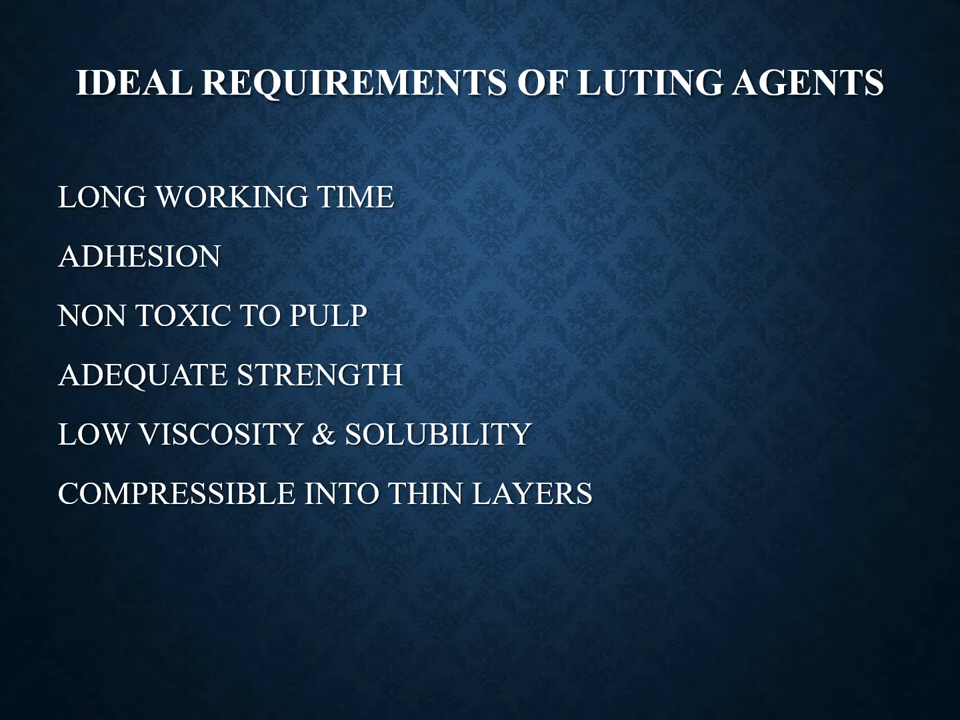 IDEAL REQUIREMENTS OF LUTING AGENTS
LONG WORKING TIME
ADHESION
NON TOXIC TO PULP
ADEQUATE STRENGTH
LOW VISCOSITY & SOLUBILITY
COMPRESSIBLE INTO THIN LAYERS